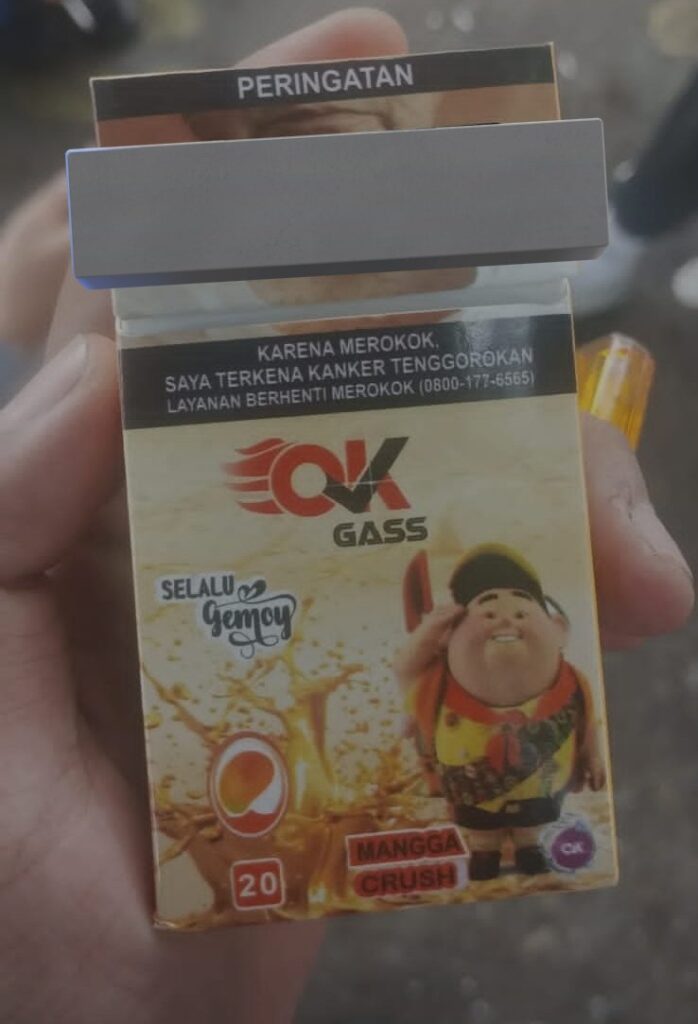 PERINGATAN
KARENA MEROKOK,
SAYA TERKENA KANKER TENGGOROKAN
LAYANAN BERHENTI MEROKOK (0800-177-6565)
OK
GASS
SELALU
Gemoy
20
MANGGA
CRUSH
OK